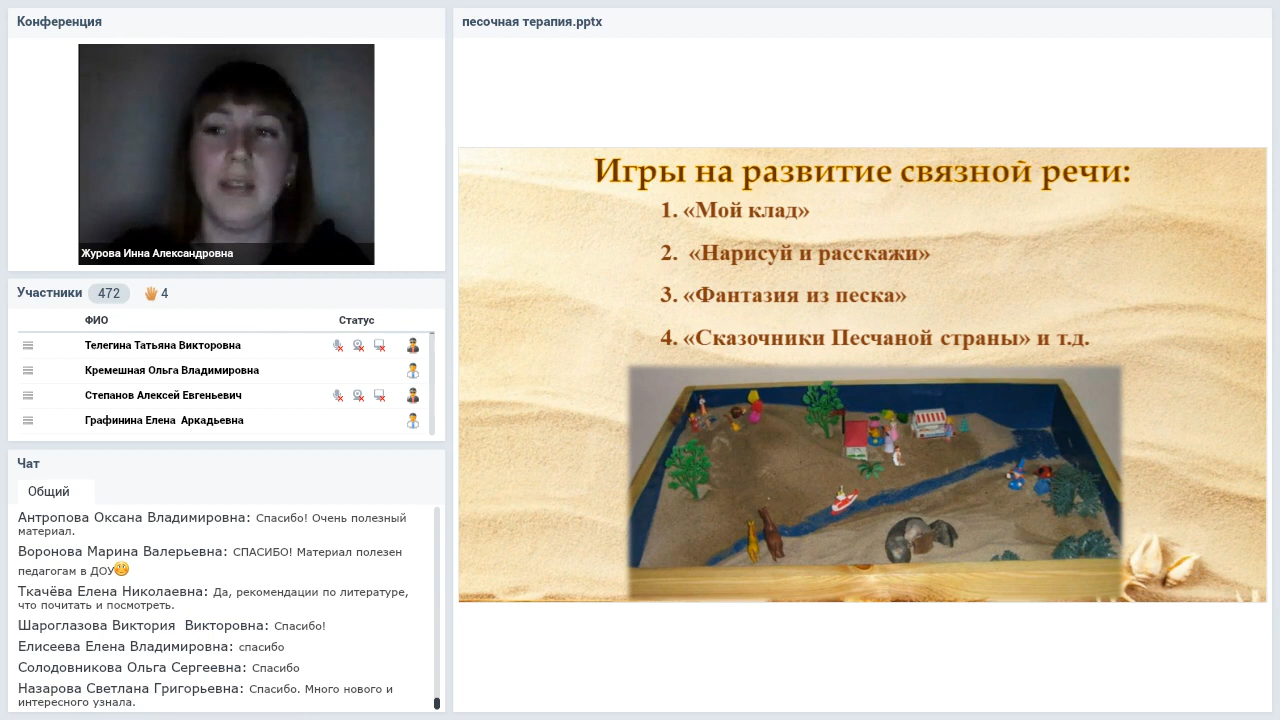 Конференция
Журова Инна Александровна
Участники 472 4
ФИО Статус
Телегина Татьяна Викторовна
Кремешная Ольга Владимировна
Степанов Алексей Евгеньевич
Графинина Елена  Аркадьевна
Чат
Общий
Антропова Оксана Владимировна: Спасибо! Очень полезный
материал.
Воронова Марина Валерьевна: СПАСИБО! Материал полезен
педагогам в ДОУ
Ткачёва Елена Николаевна: Да, рекомендации по литературе,
что почитать и посмотреть.
Шароглазова Виктория  Викторовна: Спасибо!
Елисеева Елена Владимировна: спасибо
Солодовникова Ольга Сергеевна: Спасибо
Назарова Светлана Григорьевна: Спасибо. Много нового и
интересного узнала.
песочная терапия.pptx
Игры на развитие связной речи:
1. «Мой клад»
2.  «Нарисуй и расскажи»
3. «Фантазия из песка»
4. «Сказочники Песчаной страны» и т.д.